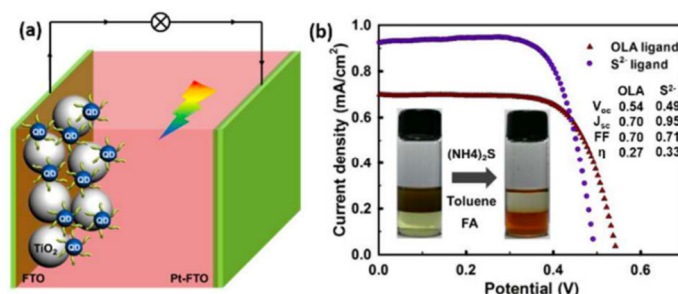 (a)
QD
QD
QD
QD
QD
QD
QD
QD
TiO2
FTO
Pt-FTO
(b)
Current density (mA/cm2)
1.0
0.8
0.6
0.4
0.2
0.0
OLA ligand
S2- ligand
OLA S2-
Voc 0.54 0.49
Jsc 0.70 0.95
FF 0.70 0.71
η 0.27 0.33
(NH4)2S
Toluene
FA
0.0 0.2 0.4 0.6
Potential (V)